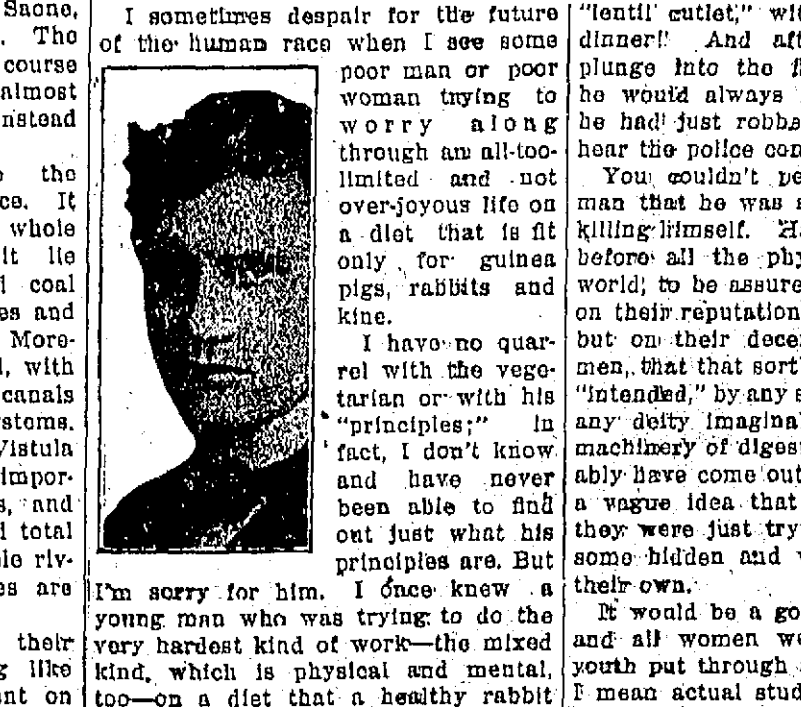 Saone,
. The
course
almost
nstead
the
ce. It
whole
it lie
l coal
es and
More-
l, with
canals
stems.
Vistula
impor-
s, and
l total
le riv-
es are
their
g like
nt on
I sometimes despair for the future
of the human race when I see some
poor man or poor
woman trying to
worry along
through an all-too-
limited and not
over-joyous life on
a diet that is fit
only for guinea
pigs, rabbits and
kine.
I have no quar-
rel with the vege-
tarian or with his
"principles;" in
fact, I don't know
and have never
been able to find
out just what his
principles are. But
I'm sorry for him. I once knew a
young man who was trying to do the
very hardest kind of work—the mixed
kind, which is physical and mental,
too—on a diet that a healthy rabbit
"lentil cutlet," wi
dinner! And aft
plunge into the f
he would always
he had just robb
hear the police con
You couldn't pe
man that he was
killing himself. Ha
before all the phy
world, to be assure
on their reputation
but on their dece
men, that that sort
"intended," by any s
any deity imagina
machinery of digest
ably have come out
a vague idea that
they were just try
some hidden and
their own.
It would be a go
and all women we
youth put through
I mean actual stud